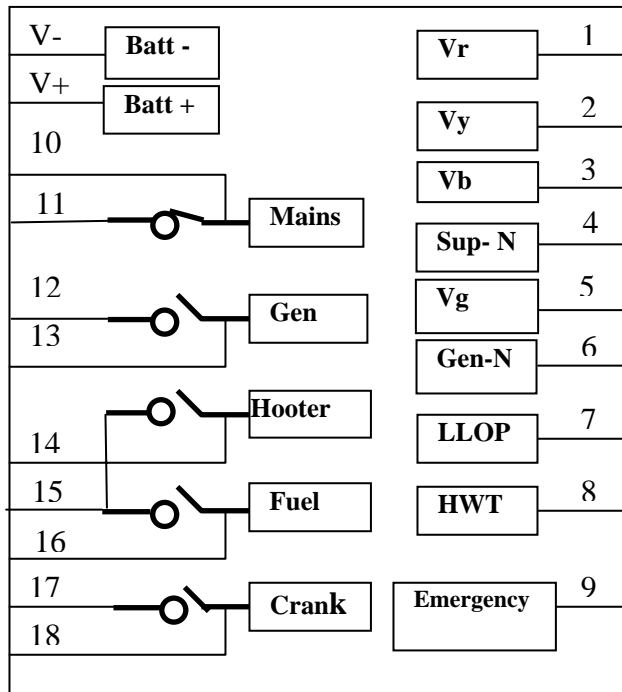 V-
Batt -
V+
Batt +
10
11
Mains
12
Gen
13
Hooter
14
15
Fuel
16
17
Crank
18
Vr
1
Vy
2
Vb
3
Sup- N
4
Vg
5
Gen-N
6
LLOP
7
HWT
8
Emergency
9